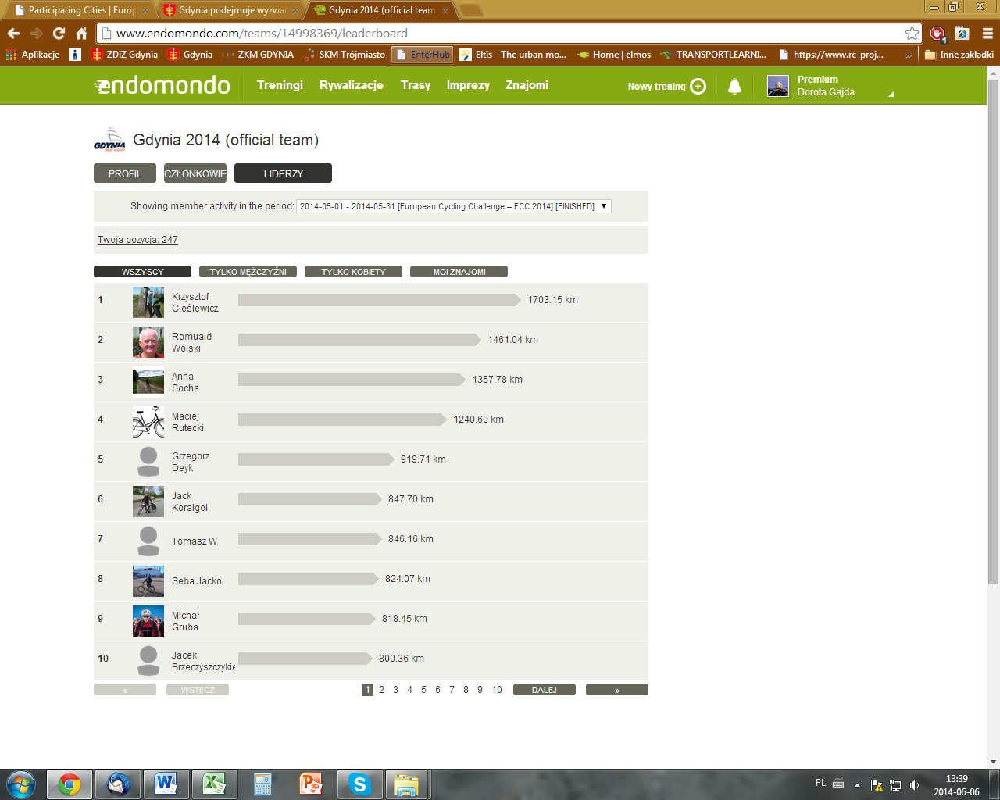 Participating Cities | Europ
Gdynia podejmuje wyzwa
Gdynia 2014 (official team
www.endomondo.com/teams/14998369/leaderboard
Aplikacje ZDiZ Gdynia Gdynia ZKM GDYNIA SKM Trójmiasto EnterHub Eltis - The urban mo... Home | elmos TRANSPORTLEARNI... https://www.rc-proj... » Inne zakładki
endomondo Treningi Rywalizacje Trasy Imprezy Znajomi Nowy trening Premium
Dorota Gajda
GDYNIA Gdynia 2014 (official team)
PROFIL CZŁONKOWIE LIDERZY
Showing member activity in the period: 2014-05-01 - 2014-05-31 [European Cycling Challenge – ECC 2014] [FINISHED]
Twoja pozycja: 247
WSZYSCY TYLKO MĘŻCZYŹNI TYLKO KOBIETY MOI ZNAJOMI
1 Krzysztof Cieślewicz 1703.15 km
2 Romuald Wolski 1461.04 km
3 Anna Socha 1357.78 km
4 Maciej Rutecki 1240.60 km
5 Grzegorz Deyk 919.71 km
6 Jack Koralgol 847.70 km
7 Tomasz W 846.16 km
8 Seba Jacko 824.07 km
9 Michał Gruba 818.45 km
10 Jacek Brzeczyszczykie 800.36 km
« WSTECZ 1 2 3 4 5 6 7 8 9 10 DALEJ »
PL 13:39
2014-06-06